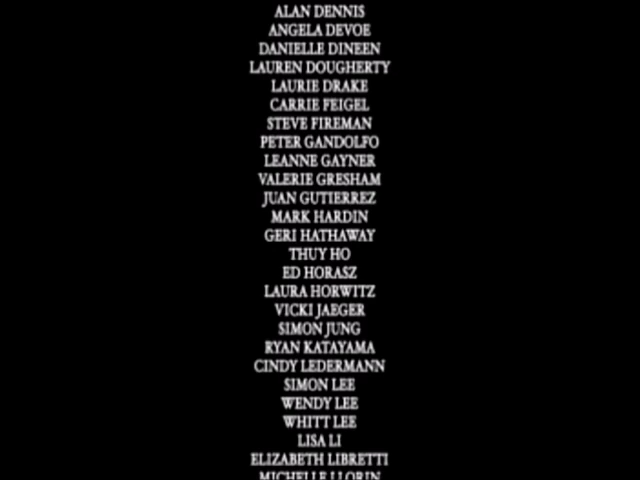 ALAN DENNIS
ANGELA DEVOE
DANIELLE DINEEN
LAUREN DOUGHERTY
LAURIE DRAKE
CARRIE FEIGEL
STEVE FIREMAN
PETER GANDOLFO
LEANNE GAYNER
VALERIE GRESHAM
JUAN GUTIERREZ
MARK HARDIN
GERI HATHAWAY
THUY HO
ED HORASZ
LAURA HORWITZ
VICKI JAEGER
SIMON JUNG
RYAN KATAYAMA
CINDY LEDERMANN
SIMON LEE
WENDY LEE
WHITT LEE
LISA LI
ELIZABETH LIBRETTI
MICHELLE LLORIN